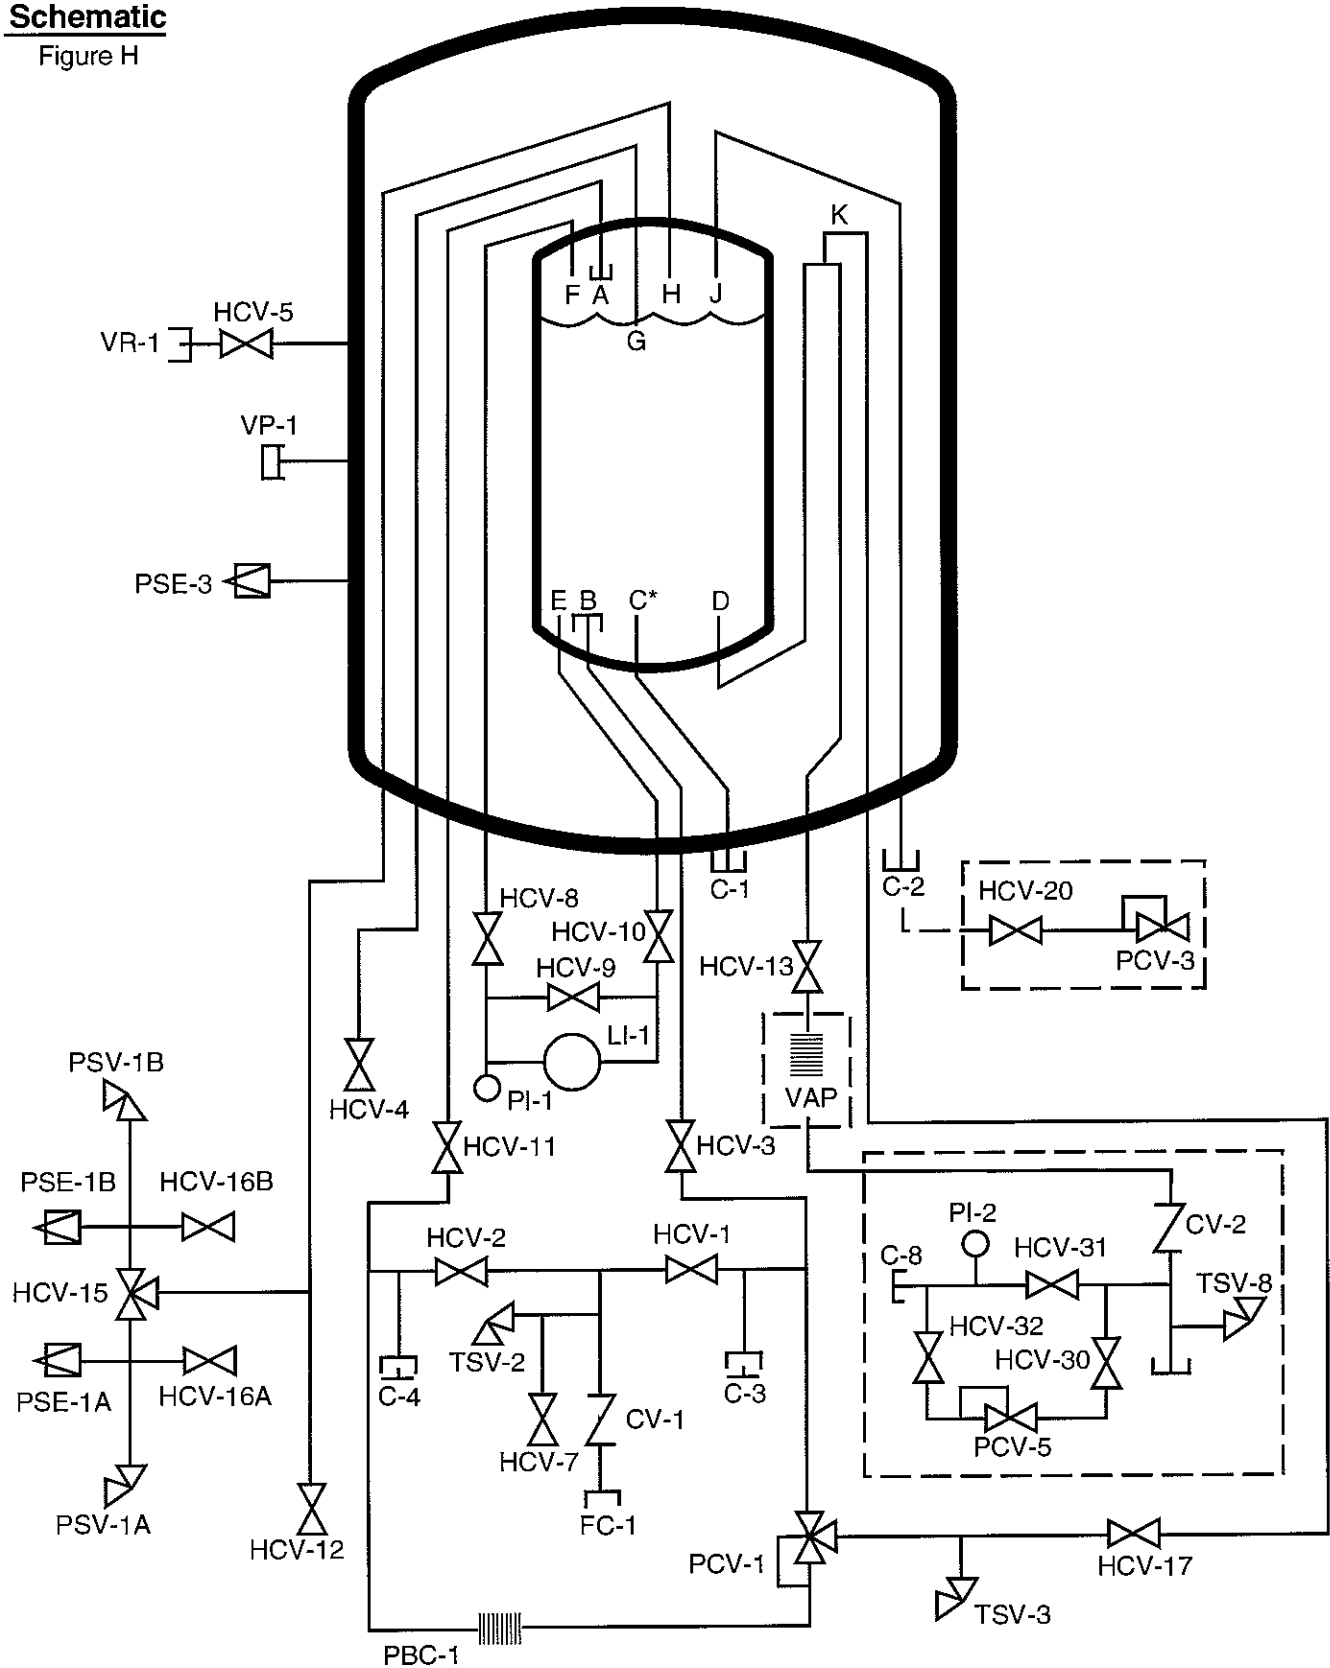 Schematic
Figure H
K
F A H J
HCV-5
VR-1
G
VP-1
PSE-3
E B C* D
C-1
C-2
HCV-20
PCV-3
HCV-8
HCV-10
HCV-9
HCV-13
LI-1
PI-1
VAP
PSV-1B
HCV-4
HCV-11
HCV-3
PSE-1B
HCV-16B
HCV-2
HCV-1
PI-2
HCV-31
CV-2
C-8
TSV-8
HCV-15
HCV-32
HCV-30
TSV-2
C-4
C-3
PSE-1A
HCV-16A
CV-1
PCV-5
HCV-7
PSV-1A
FC-1
HCV-12
PCV-1
HCV-17
TSV-3
PBC-1